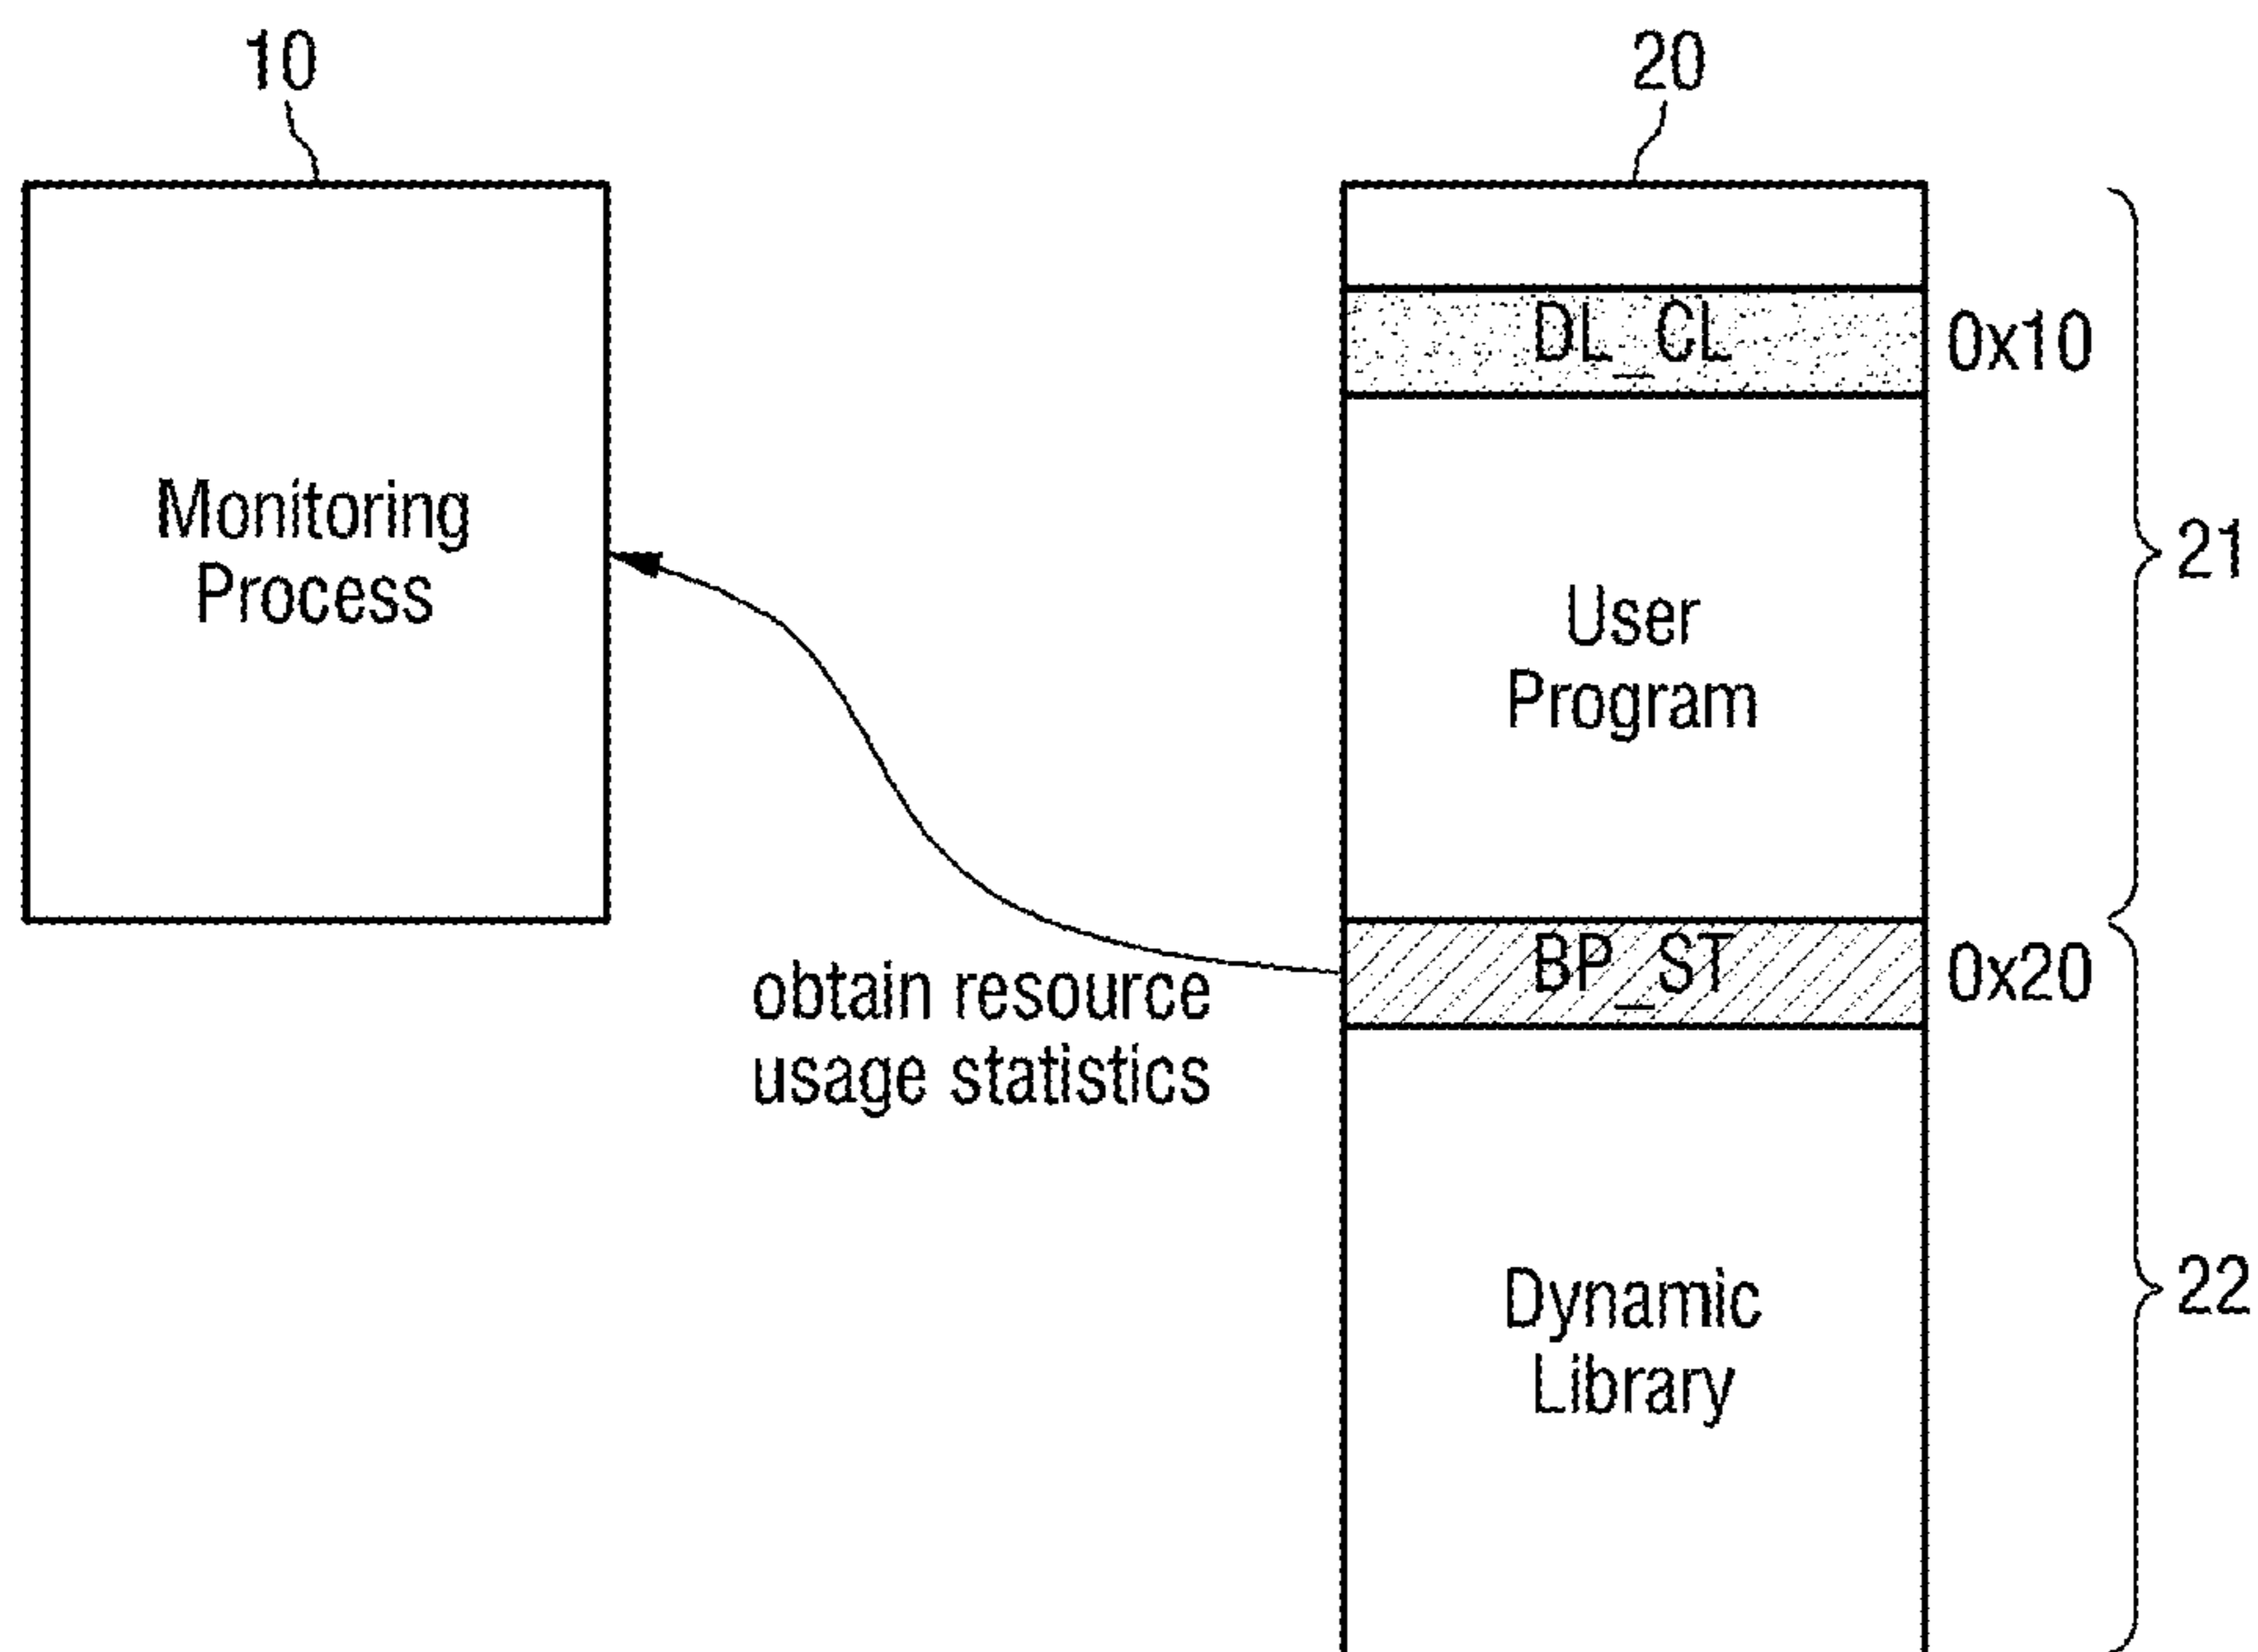 10
20
DL_CL
0x10
Monitoring
Process
User
Program
21
BP_ST
0x20
obtain resource
usage statistics
Dynamic
Library
22